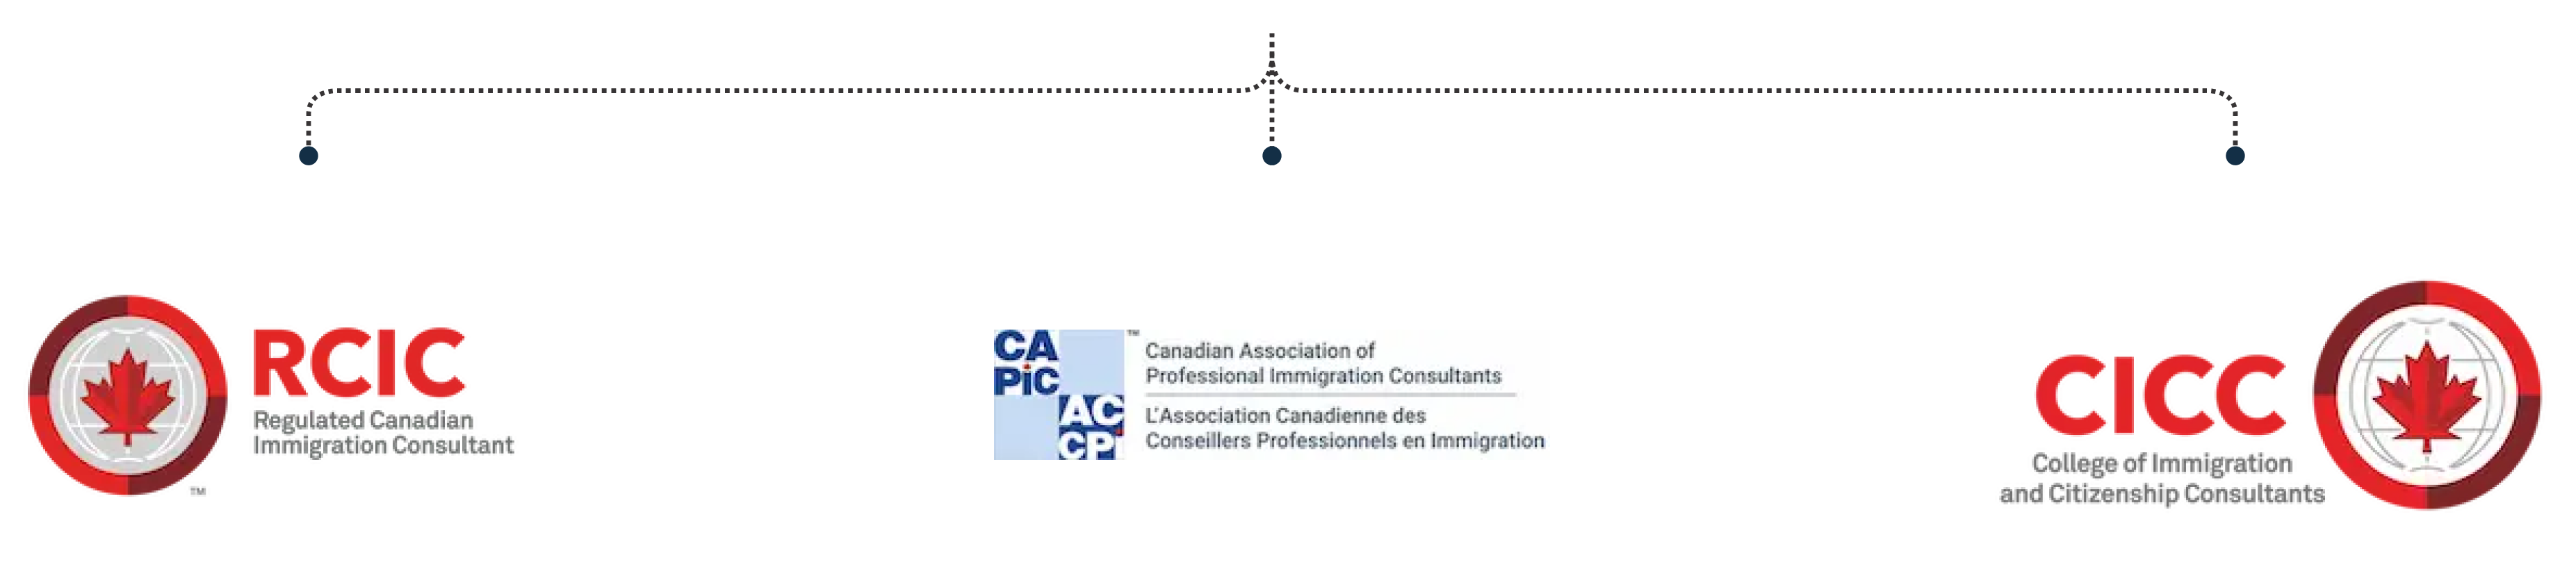 RCIC
Regulated Canadian
Immigration Consultant
TM
CA
PiC
AC
CPi
TM
Canadian Association of
Professional Immigration Consultants
L'Association Canadienne des
Conseillers Professionnels en Immigration
CICC
College of Immigration
and Citizenship Consultants